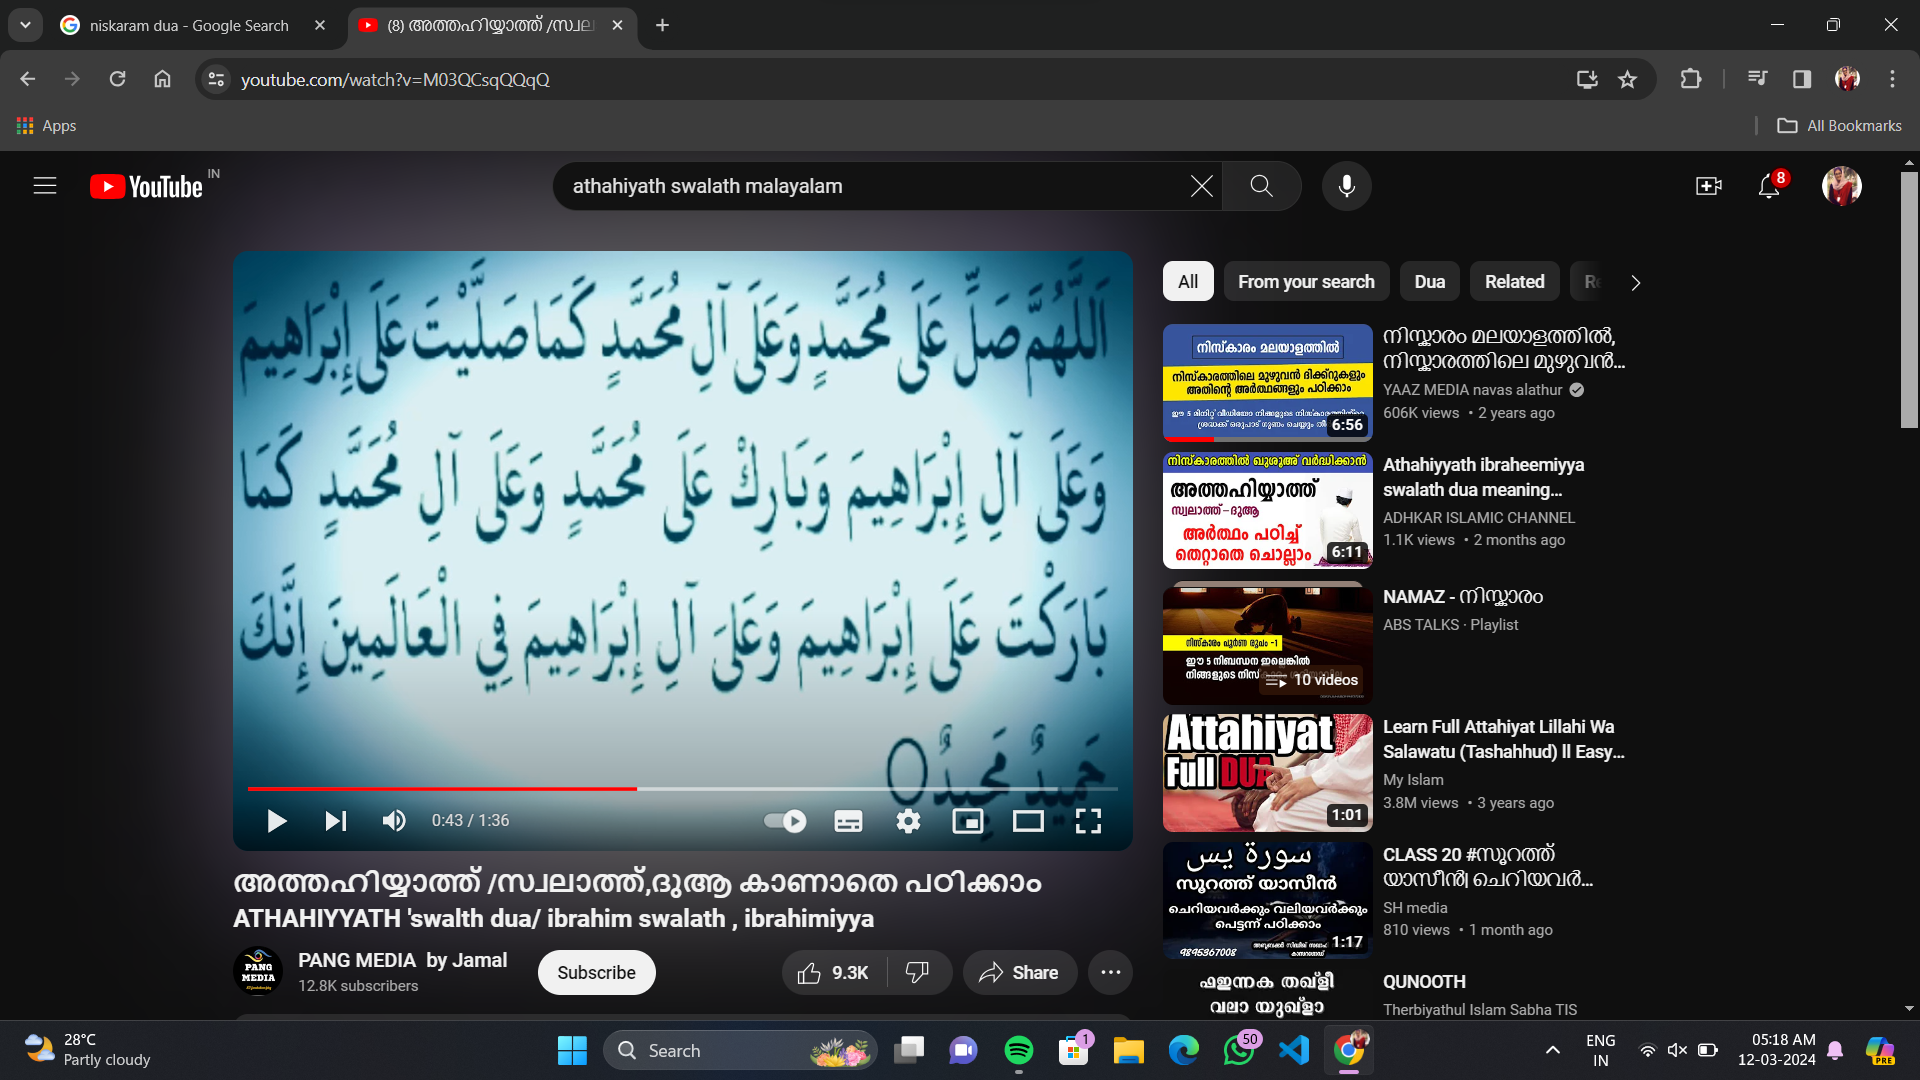 niskaram dua - Google Search
(8) അത്തഹിയ്യാത്ത് /സ്വല
youtube.com/watch?v=M03QCsqQQqQ
Apps
All Bookmarks
YouTube IN
athahiyath swalath malayalam
8
اَللَّهُمَّ صَلِّ عَلَى مُحَمَّدٍ وَعَلَى آلِ مُحَمَّدٍ كَمَا صَلَّيْتَ عَلَى إِبْرَاهِيمَ
وَعَلَى آلِ إِبْرَاهِيمَ وَبَارِكْ عَلَى مُحَمَّدٍ وَعَلَى آلِ مُحَمَّدٍ كَمَا
بَارَكْتَ عَلَى إِبْرَاهِيمَ وَعَلَى آلِ إِبْرَاهِيمَ فِي الْعَالَمِينَ إِنَّكَ
حَمِيدٌ مَجِيدٌ
0:43 / 1:36
അത്തഹിയ്യാത്ത് /സ്വലാത്ത്,ദുആ കാണാതെ പഠിക്കാം
ATHAHIYYATH 'swalth dua/ ibrahim swalath , ibrahimiyya
PANG
MEDIA
PANG MEDIA by Jamal
12.8K subscribers
Subscribe
9.3K
Share
All
From your search
Dua
Related
Re
നിസ്കാരം മലയാളത്തിൽ
നിസ്കാരത്തിലെ മുഴുവൻ ദിക്ക്റുകളും
അതിന്റെ അർത്ഥങ്ങളും പഠിക്കാം
ഈ 5 മിനിറ്റ് വീഡിയോ നിങ്ങളുടെ
6:56
നിസ്കാരം മലയാളത്തിൽ,
നിസ്കാരത്തിലെ മുഴുവൻ...
YAAZ MEDIA navas alathur
606K views • 2 years ago
നിസ്കാരത്തിൽ ഖുശൂഅ് വർദ്ധിക്കാൻ
അത്തഹിയ്യാത്ത്
സ്വലാത്ത്-ദുആ
അർത്ഥം പഠിച്ച്
തെറ്റാതെ ചൊല്ലാം
6:11
Athahiyyath ibraheemiyya
swalath dua meaning...
ADHKAR ISLAMIC CHANNEL
1.1K views • 2 months ago
നിസ്കാരം പൂർണ രൂപം -1
ഈ 5 നിബന്ധന ഇല്ലെങ്കിൽ
നിങ്ങളുടെ
10 videos
NAMAZ - നിസ്കാരം
ABS TALKS · Playlist
Attahiyat
Full DUA
1:01
Learn Full Attahiyat Lillahi Wa
Salawatu (Tashahhud) ll Easy...
My Islam
3.8M views • 3 years ago
سورة يس
സൂറത്ത് യാസീൻ
ചെറിയവർക്കും വലിയവർക്കും
പെട്ടന്ന് പഠിക്കാം
9895367008
1:17
CLASS 20 #സൂറത്ത്
യാസീൻ| ചെറിയവർ...
SH media
810 views • 1 month ago
ഫഇന്നക തഖ്ളീ
വലാ യുഖ്ളാ
QUNOOTH
Therbiyathul Islam Sabha TIS
28°C
Partly cloudy
Search
1
50
PRE
ENG
IN
05:18 AM
12-03-2024